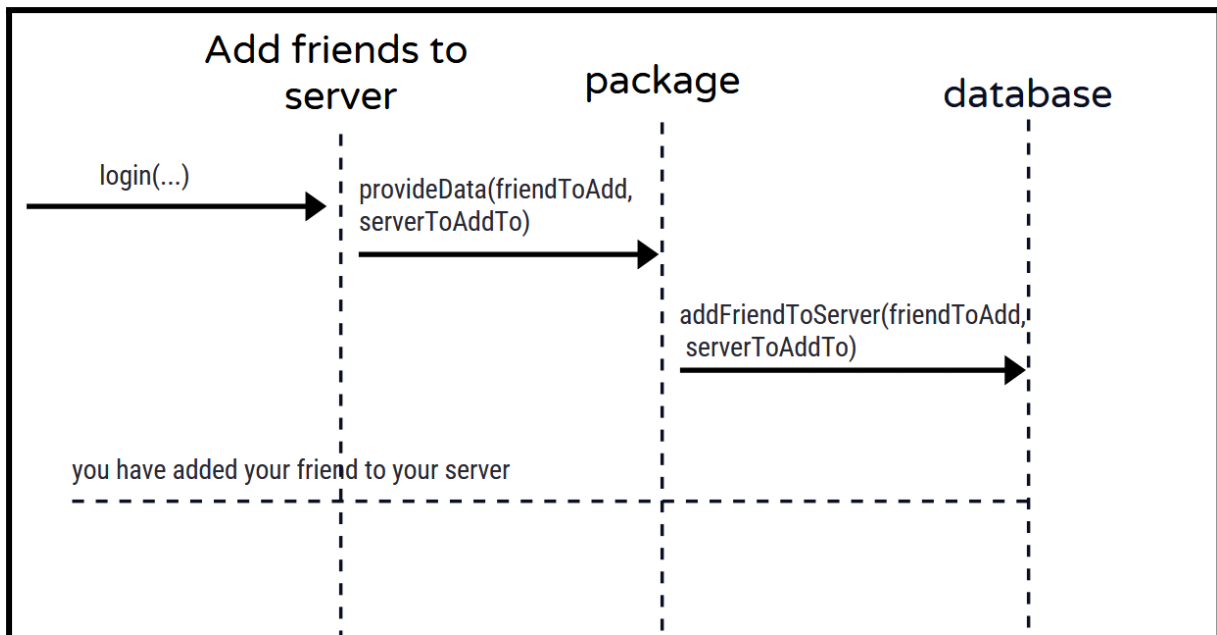 Add friends to
server
package
database
login(...)
provideData(friendToAdd,
serverToAddTo)
addFriendToServer(friendToAdd,
serverToAddTo)
you have added your friend to your server